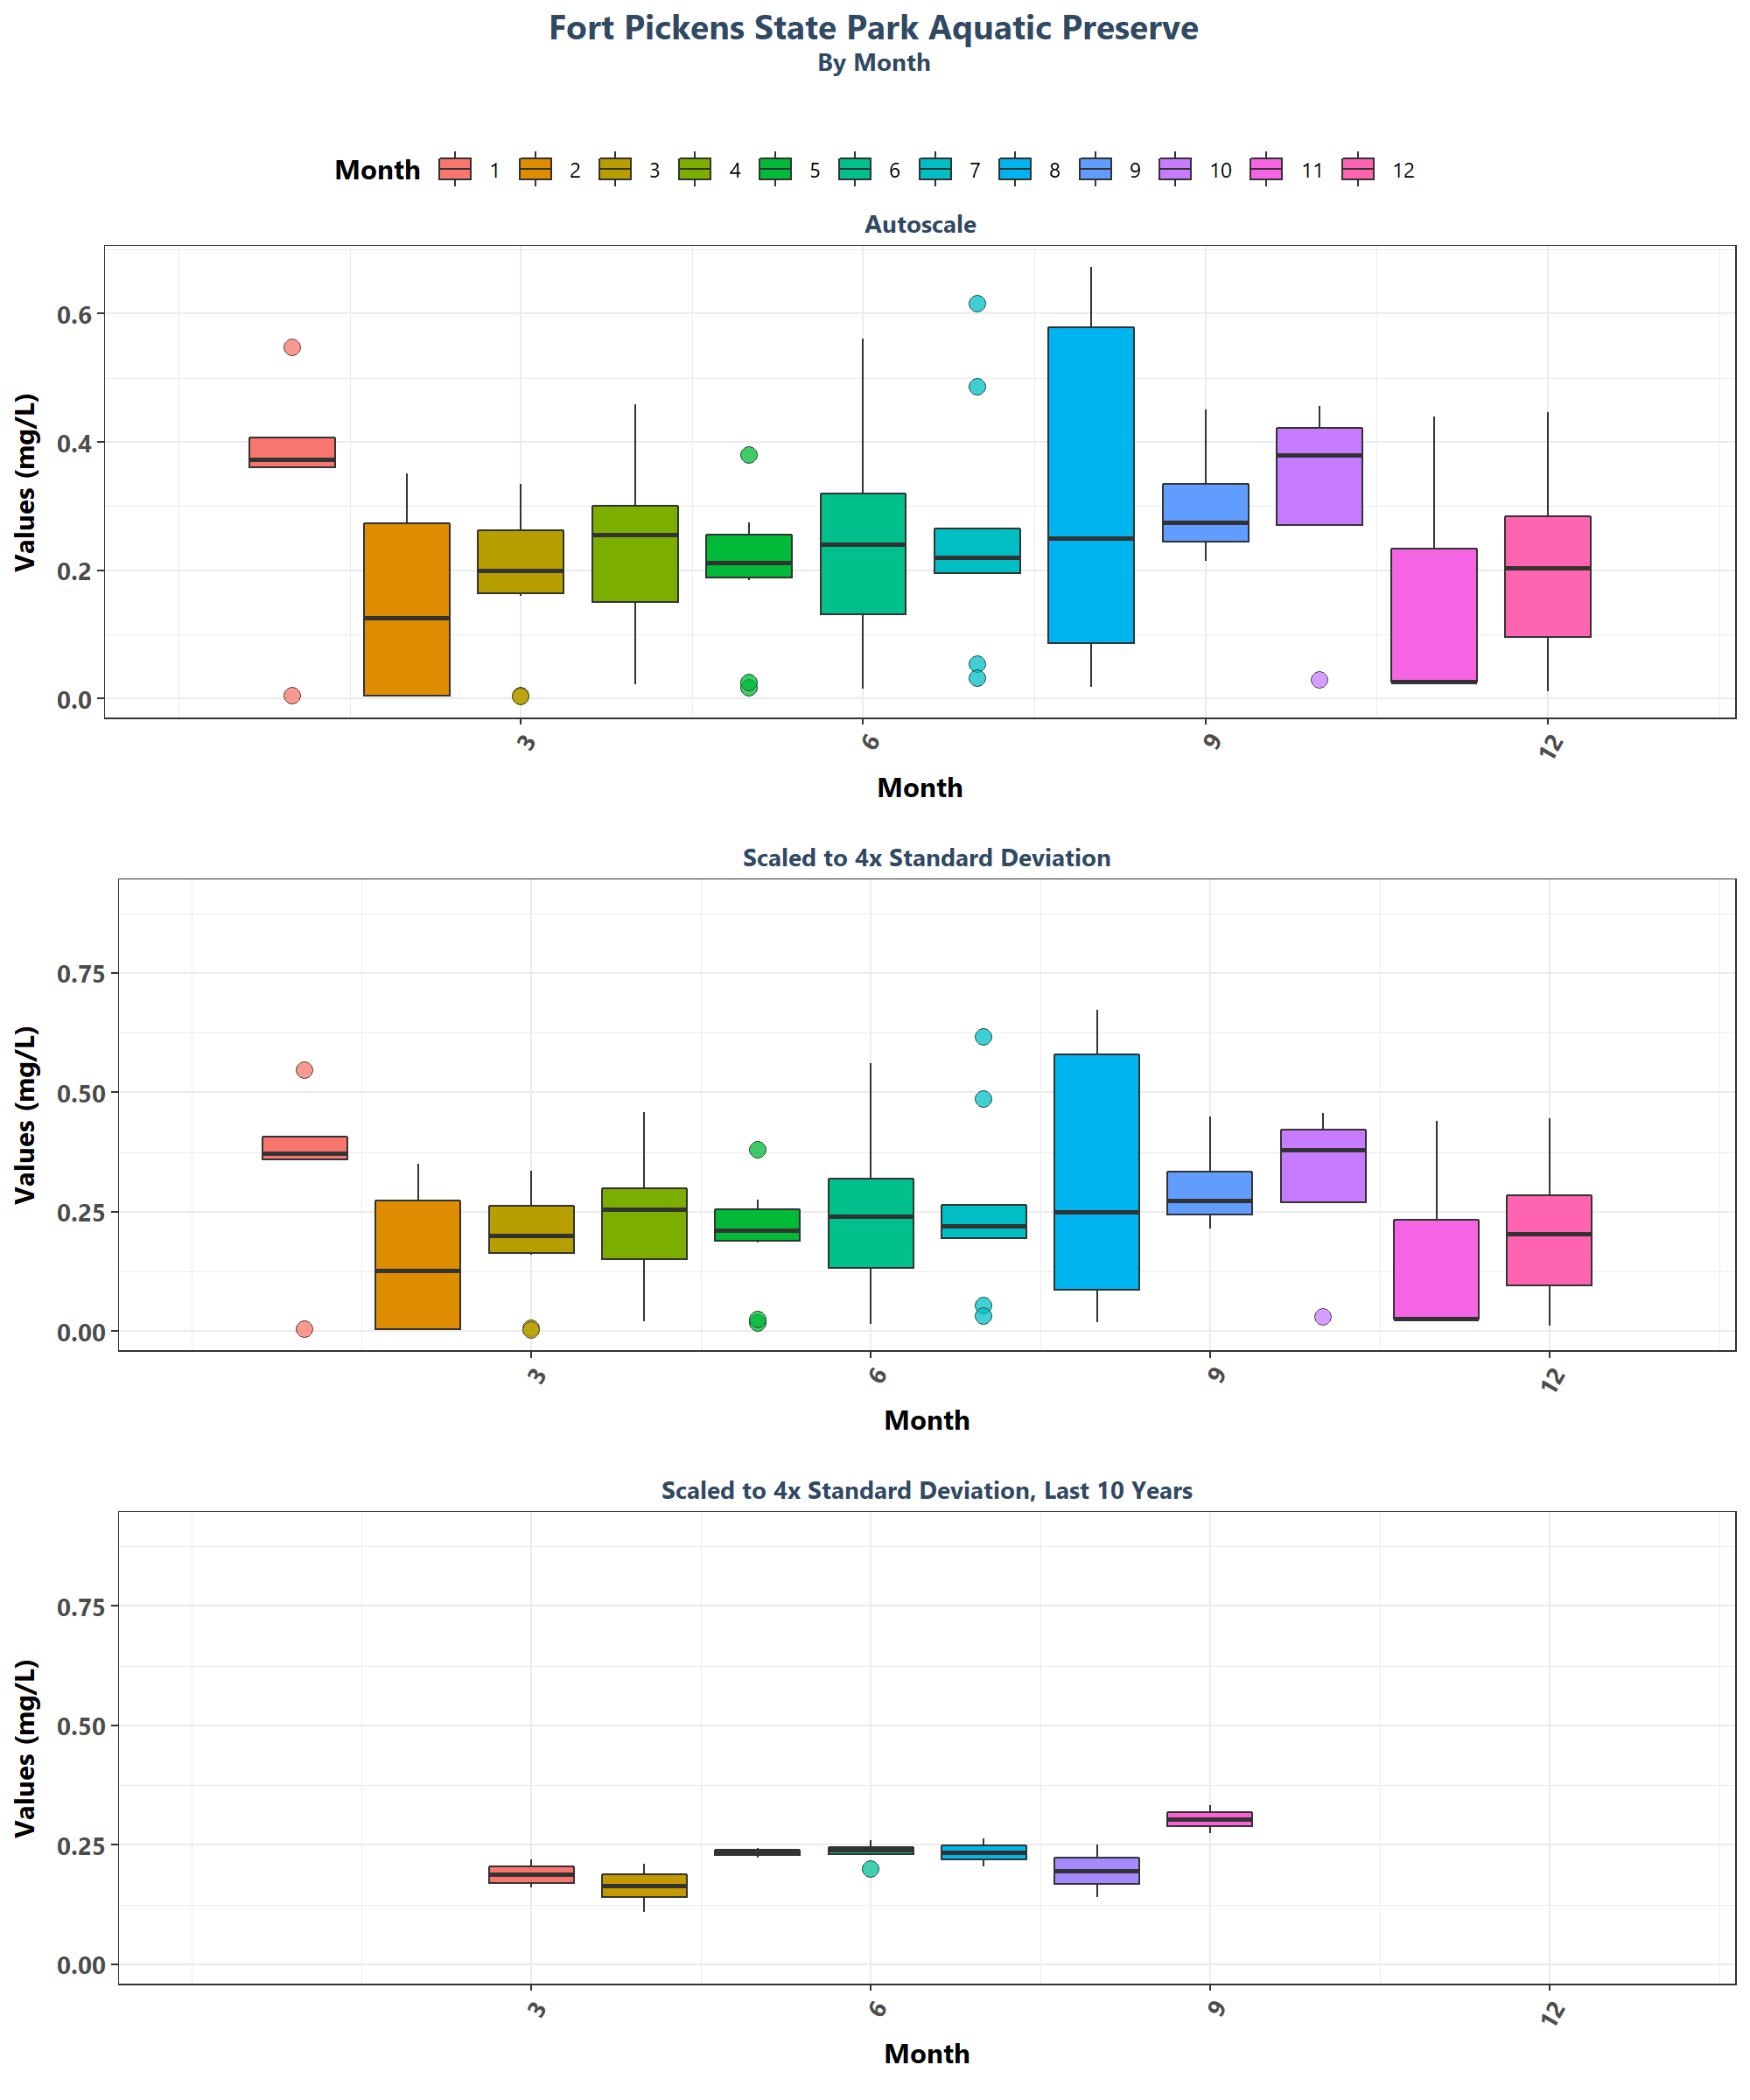 Fort Pickens State Park Aquatic Preserve
By Month
Month 1 2 3 4 5 6 7 8 9 10 11 12
Autoscale
Values (mg/L)
0.6
0.4
0.2
0.0
3 6 9 12
Month
Scaled to 4x Standard Deviation
Values (mg/L)
0.75
0.50
0.25
0.00
3 6 9 12
Month
Scaled to 4x Standard Deviation, Last 10 Years
Values (mg/L)
0.75
0.50
0.25
0.00
3 6 9 12
Month